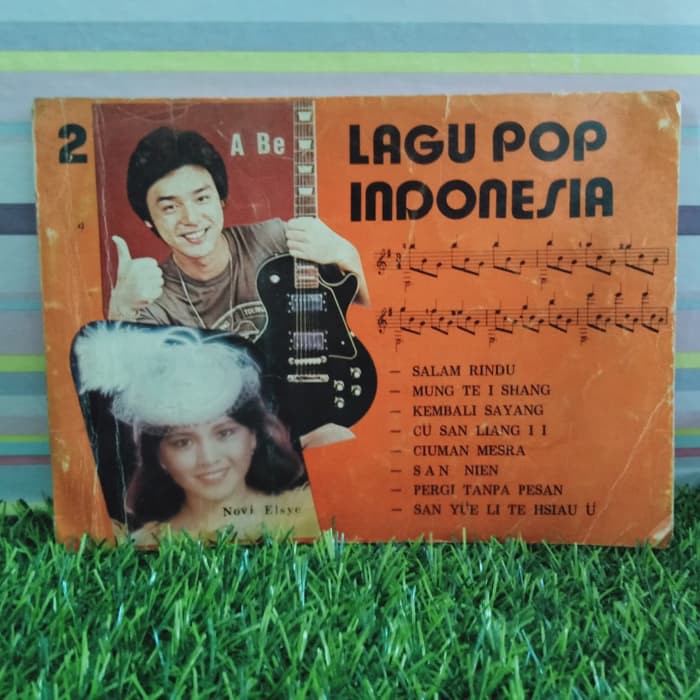 2
A Be
LAGU POP
INDONESIA
- SALAM RINDU
- MUNG TE I SHANG
- KEMBALI SAYANG
- CU SAN LIANG I I
- CIUMAN MESRA
- SAN NIEN
- PERGI TANPA PESAN
- SAN YUE LI TE HSIAU Ü
Novi Elsye